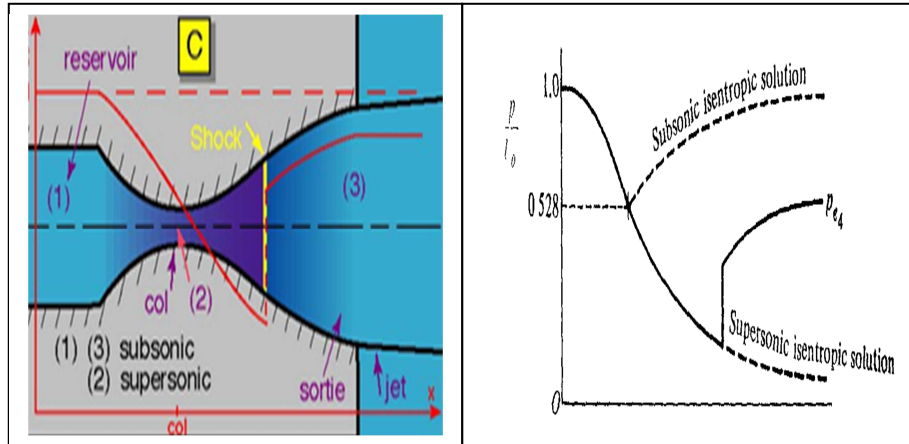 C
reservoir
Shock
(1)
(3)
col
(2)
(1) (3) subsonic
(2) supersonic
sortie
jet
x
col
1.0
p
0 528
0
Subsonic isentropic solution
pe4
Supersonic isentropic solution